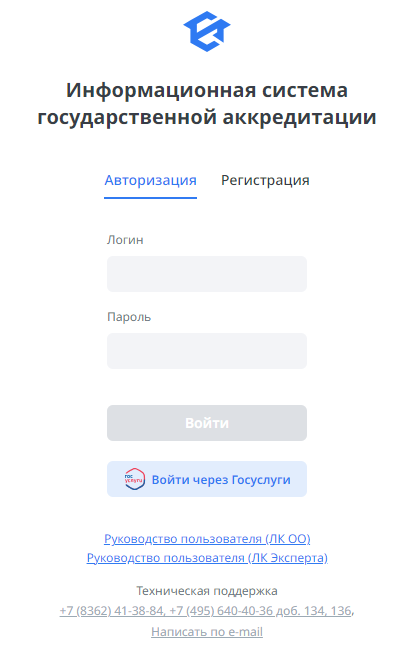 Информационная система
государственной аккредитации
Авторизация Регистрация
Логин
Пароль
Войти
гос
услуги
Войти через Госуслуги
Руководство пользователя (ЛК ОО)
Руководство пользователя (ЛК Эксперта)
Техническая поддержка
+7 (8362) 41-38-84, +7 (495) 640-40-36 доб. 134, 136,
Написать по e-mail